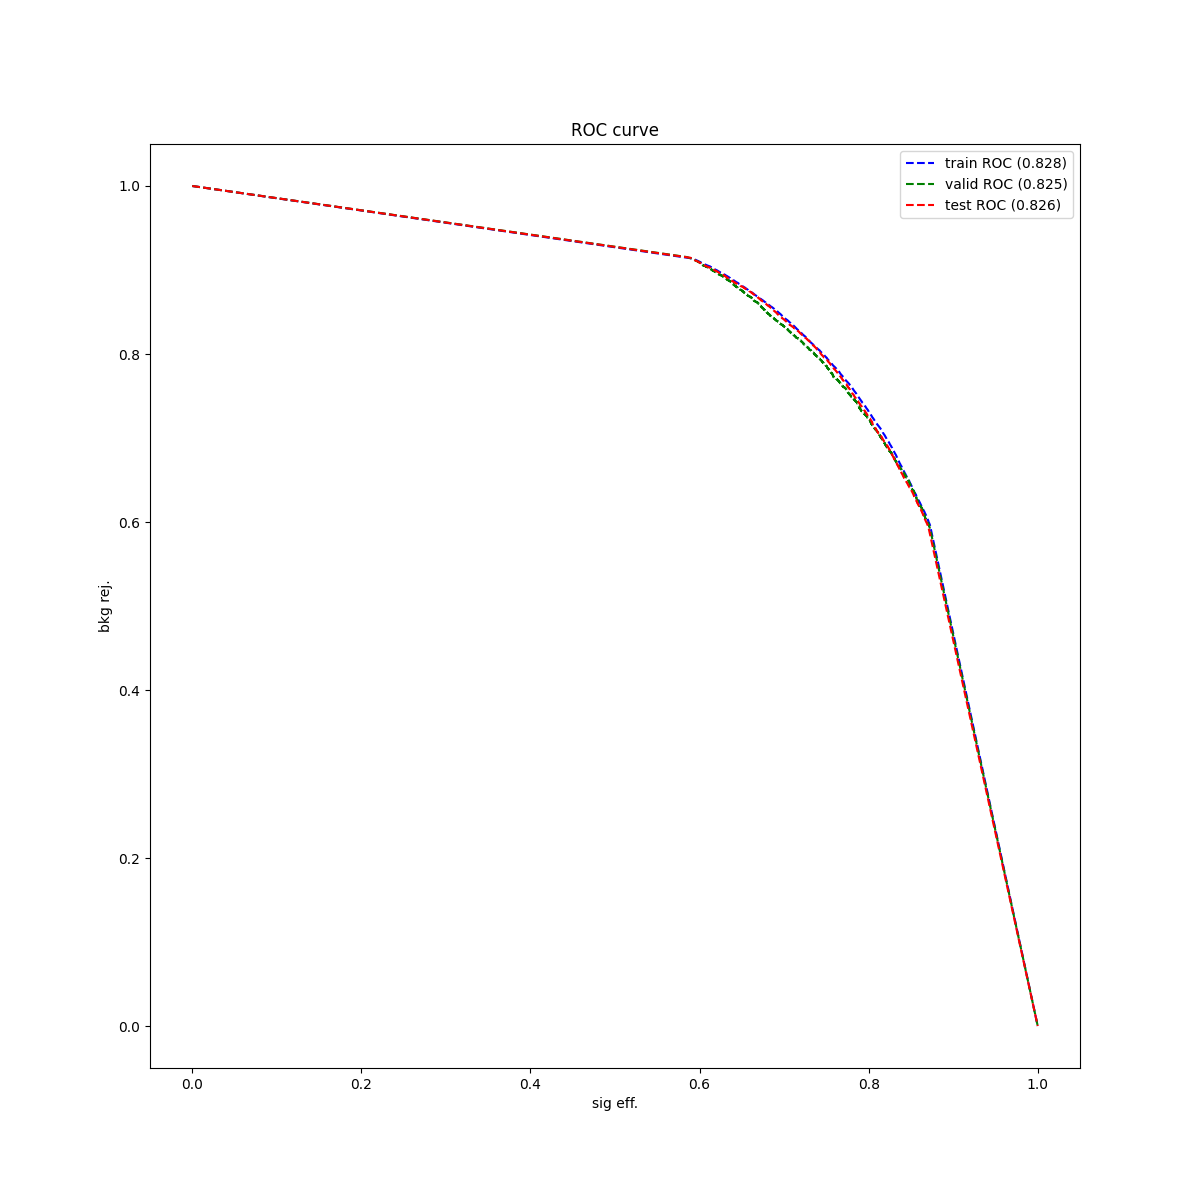 ROC curve
train ROC (0.828)
valid ROC (0.825)
test ROC (0.826)
1.0
0.8
0.6
0.4
0.2
0.0
bkg rej.
0.0 0.2 0.4 0.6 0.8 1.0
sig eff.